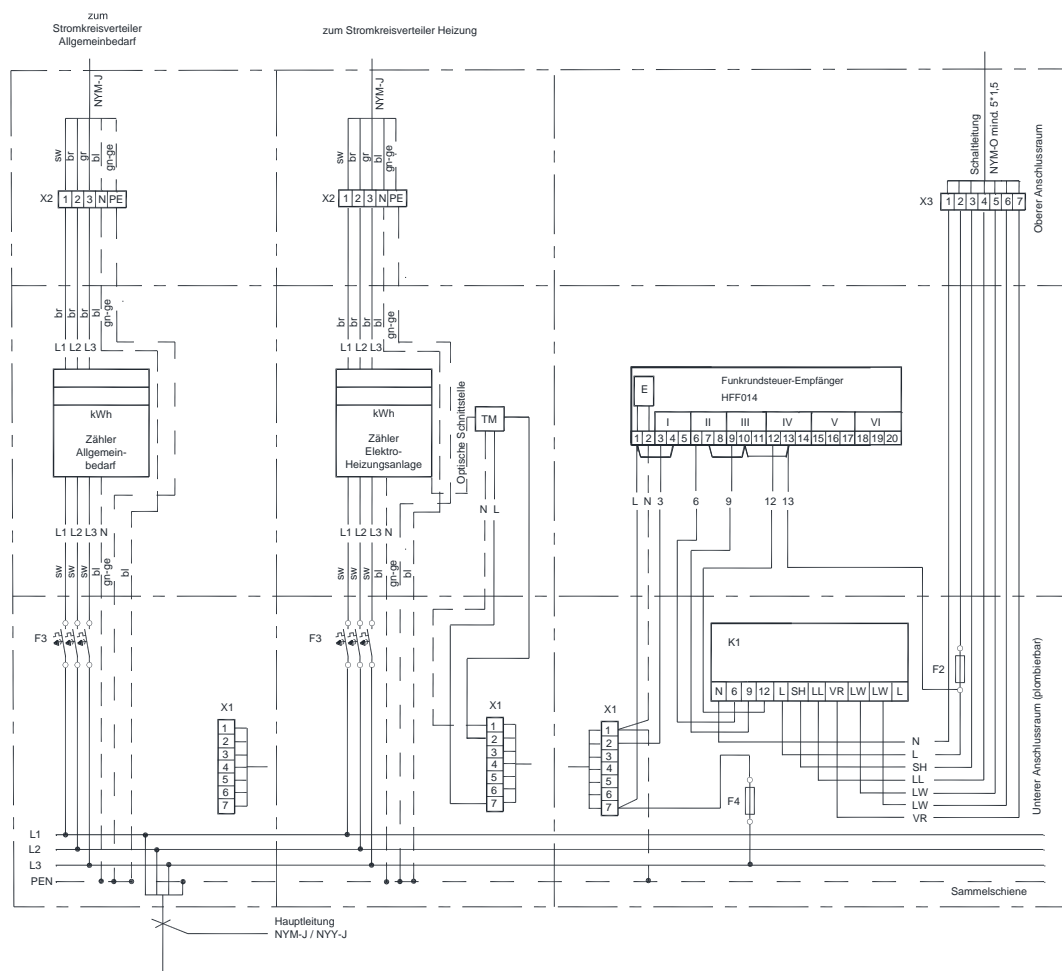 zum
Stromkreisverteiler
Allgemeinbedarf
zum Stromkreisverteiler Heizung
NYM-J
NYM-J
Schaltleitung
NYM-O mind. 5*1,5
Oberer Anschlussraum
sw br gr bl gn-ge
sw br gr bl gn-ge
X2 1 2 3 N PE
X2 1 2 3 N PE
X3 1 2 3 4 5 6 7
br br br bl gn-ge
br br br bl gn-ge
L1 L2 L3
L1 L2 L3
kWh
Zähler
Allgemein-
bedarf
kWh
Zähler
Elektro-
Heizungsanlage
Optische Schnittstelle
TM
N L
E
Funkrundsteuer-Empfänger
HFF014
I II III IV V VI
1 2 3 4 5 6 7 8 9 10 11 12 13 14 15 16 17 18 19 20
L N 3 6 9 12 13
L1 L2 L3 N
L1 L2 L3 N
sw sw sw bl gn-ge bl
sw sw sw bl gn-ge bl
F3
F3
K1
N 6 9 12 L SH LL VR LW LW L
F2
Unterer Anschlussraum (plombierbar)
X1
1
2
3
4
5
6
7
X1
1
2
3
4
5
6
7
X1
1
2
3
4
5
6
7
F4
N
L
SH
LL
LW
LW
VR
L1
L2
L3
PEN
Sammelschiene
Hauptleitung
NYM-J / NYY-J